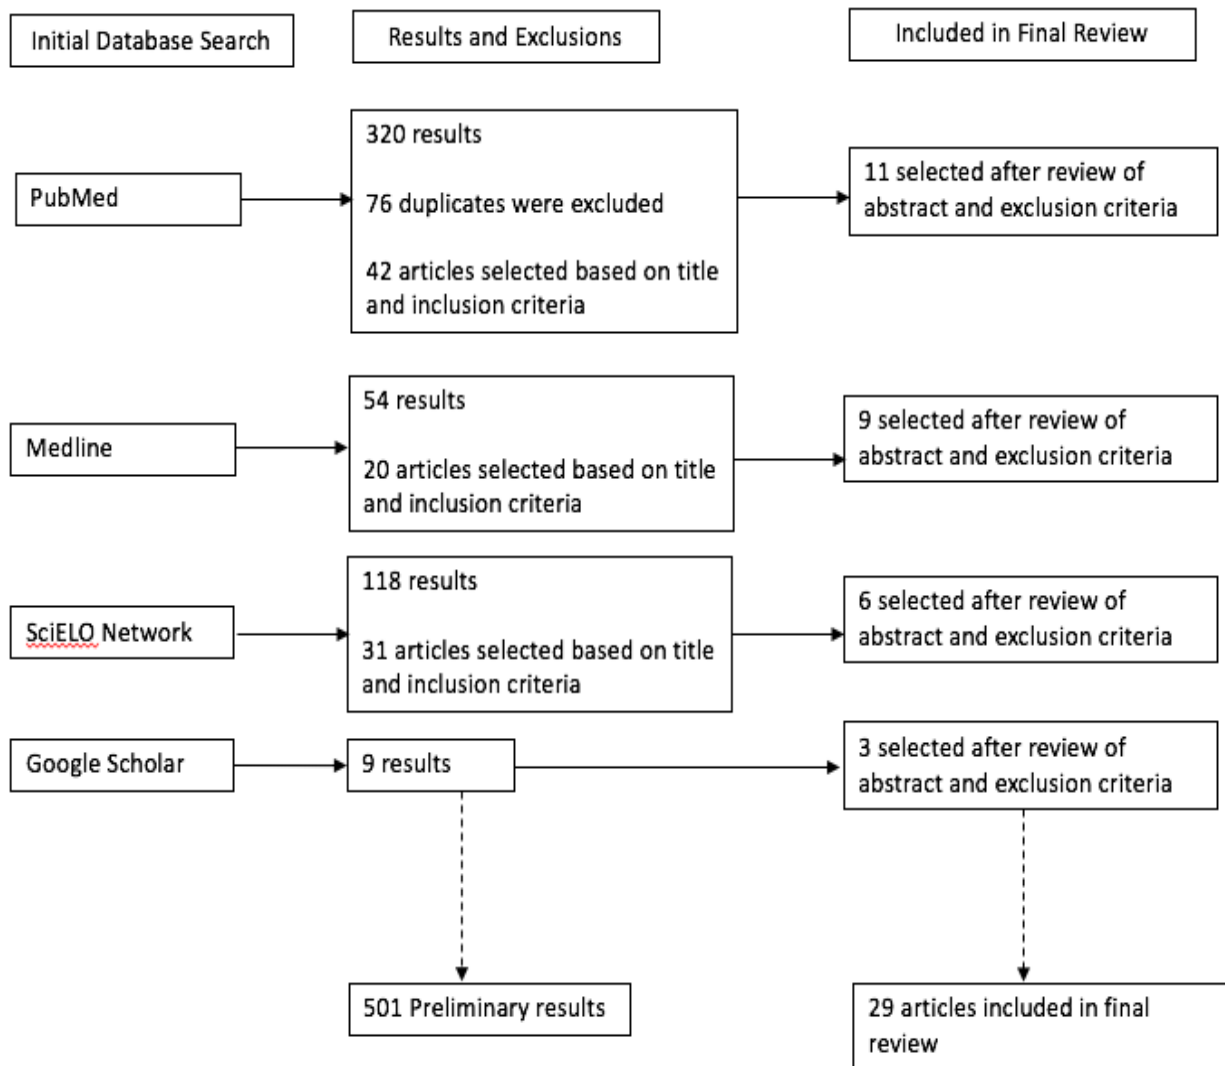 Initial Database Search
Results and Exclusions
Included in Final Review
PubMed
320 results
76 duplicates were excluded
42 articles selected based on title
and inclusion criteria
11 selected after review of
abstract and exclusion criteria
Medline
54 results
20 articles selected based on title
and inclusion criteria
9 selected after review of
abstract and exclusion criteria
SciELO Network
118 results
31 articles selected based on title
and inclusion criteria
6 selected after review of
abstract and exclusion criteria
Google Scholar
9 results
3 selected after review of
abstract and exclusion criteria
501 Preliminary results
29 articles included in final
review